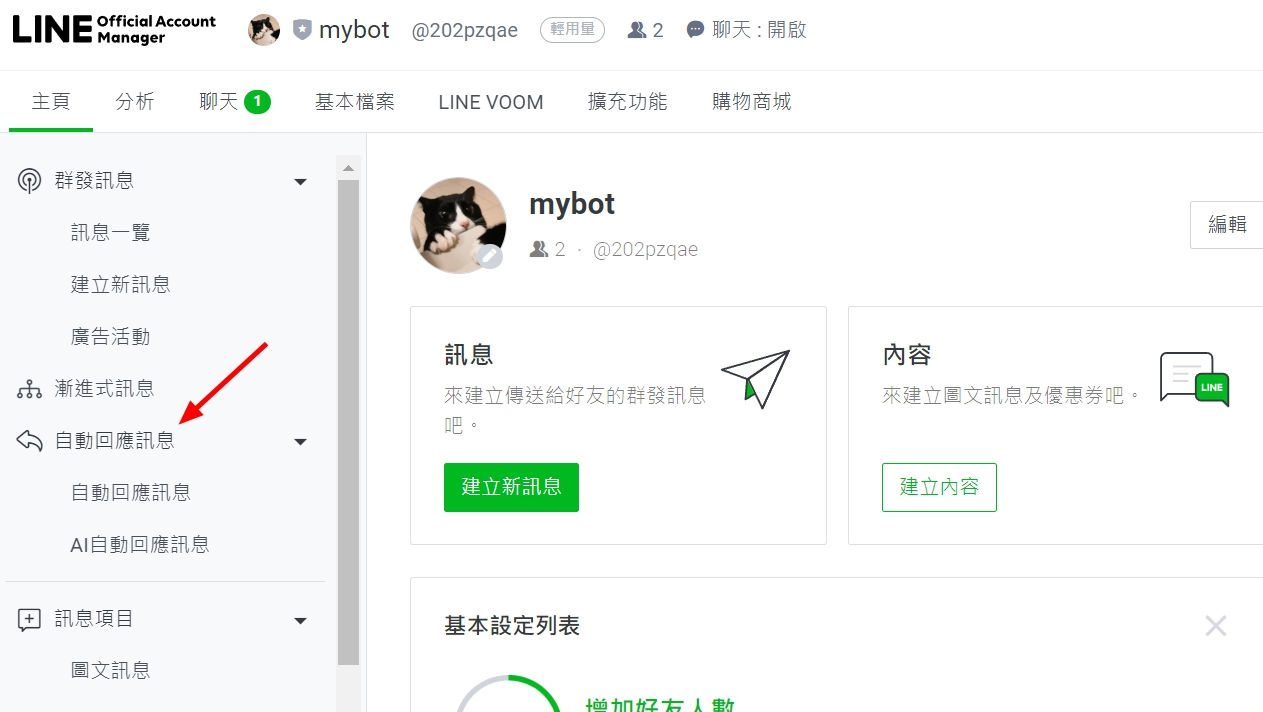 LINE Official Account Manager
mybot @202pzqae 輕用量 2 聊天 : 開啟
主頁 分析 聊天 1 基本檔案 LINE VOOM 擴充功能 購物商城
群發訊息
訊息一覽
建立新訊息
廣告活動
漸進式訊息
自動回應訊息
自動回應訊息
AI自動回應訊息
訊息項目
圖文訊息
mybot
2 · @202pzqae
編輯
訊息
來建立傳送給好友的群發訊息
吧。
建立新訊息
內容
來建立圖文訊息及優惠券吧。
LINE
建立內容
基本設定列表
增加好友人數